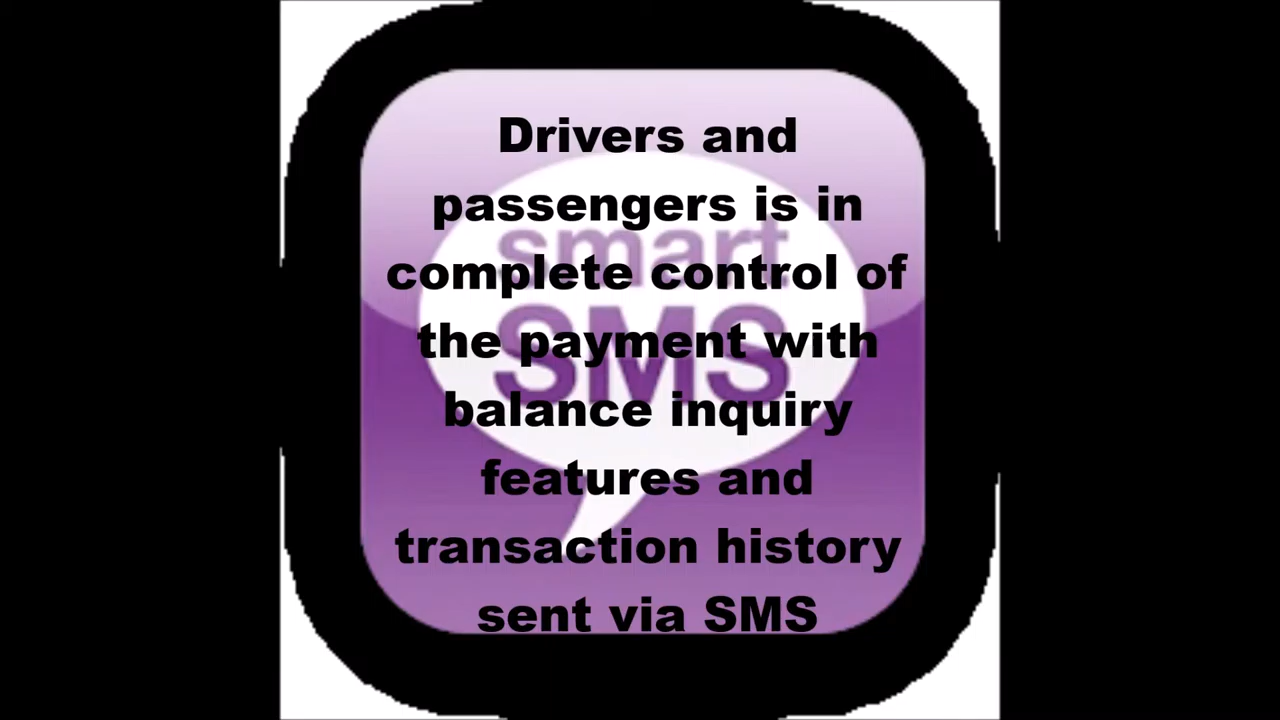 Drivers and
passengers is in
smart
complete control of
SMS
the payment with
balance inquiry
features and
transaction history
sent via SMS